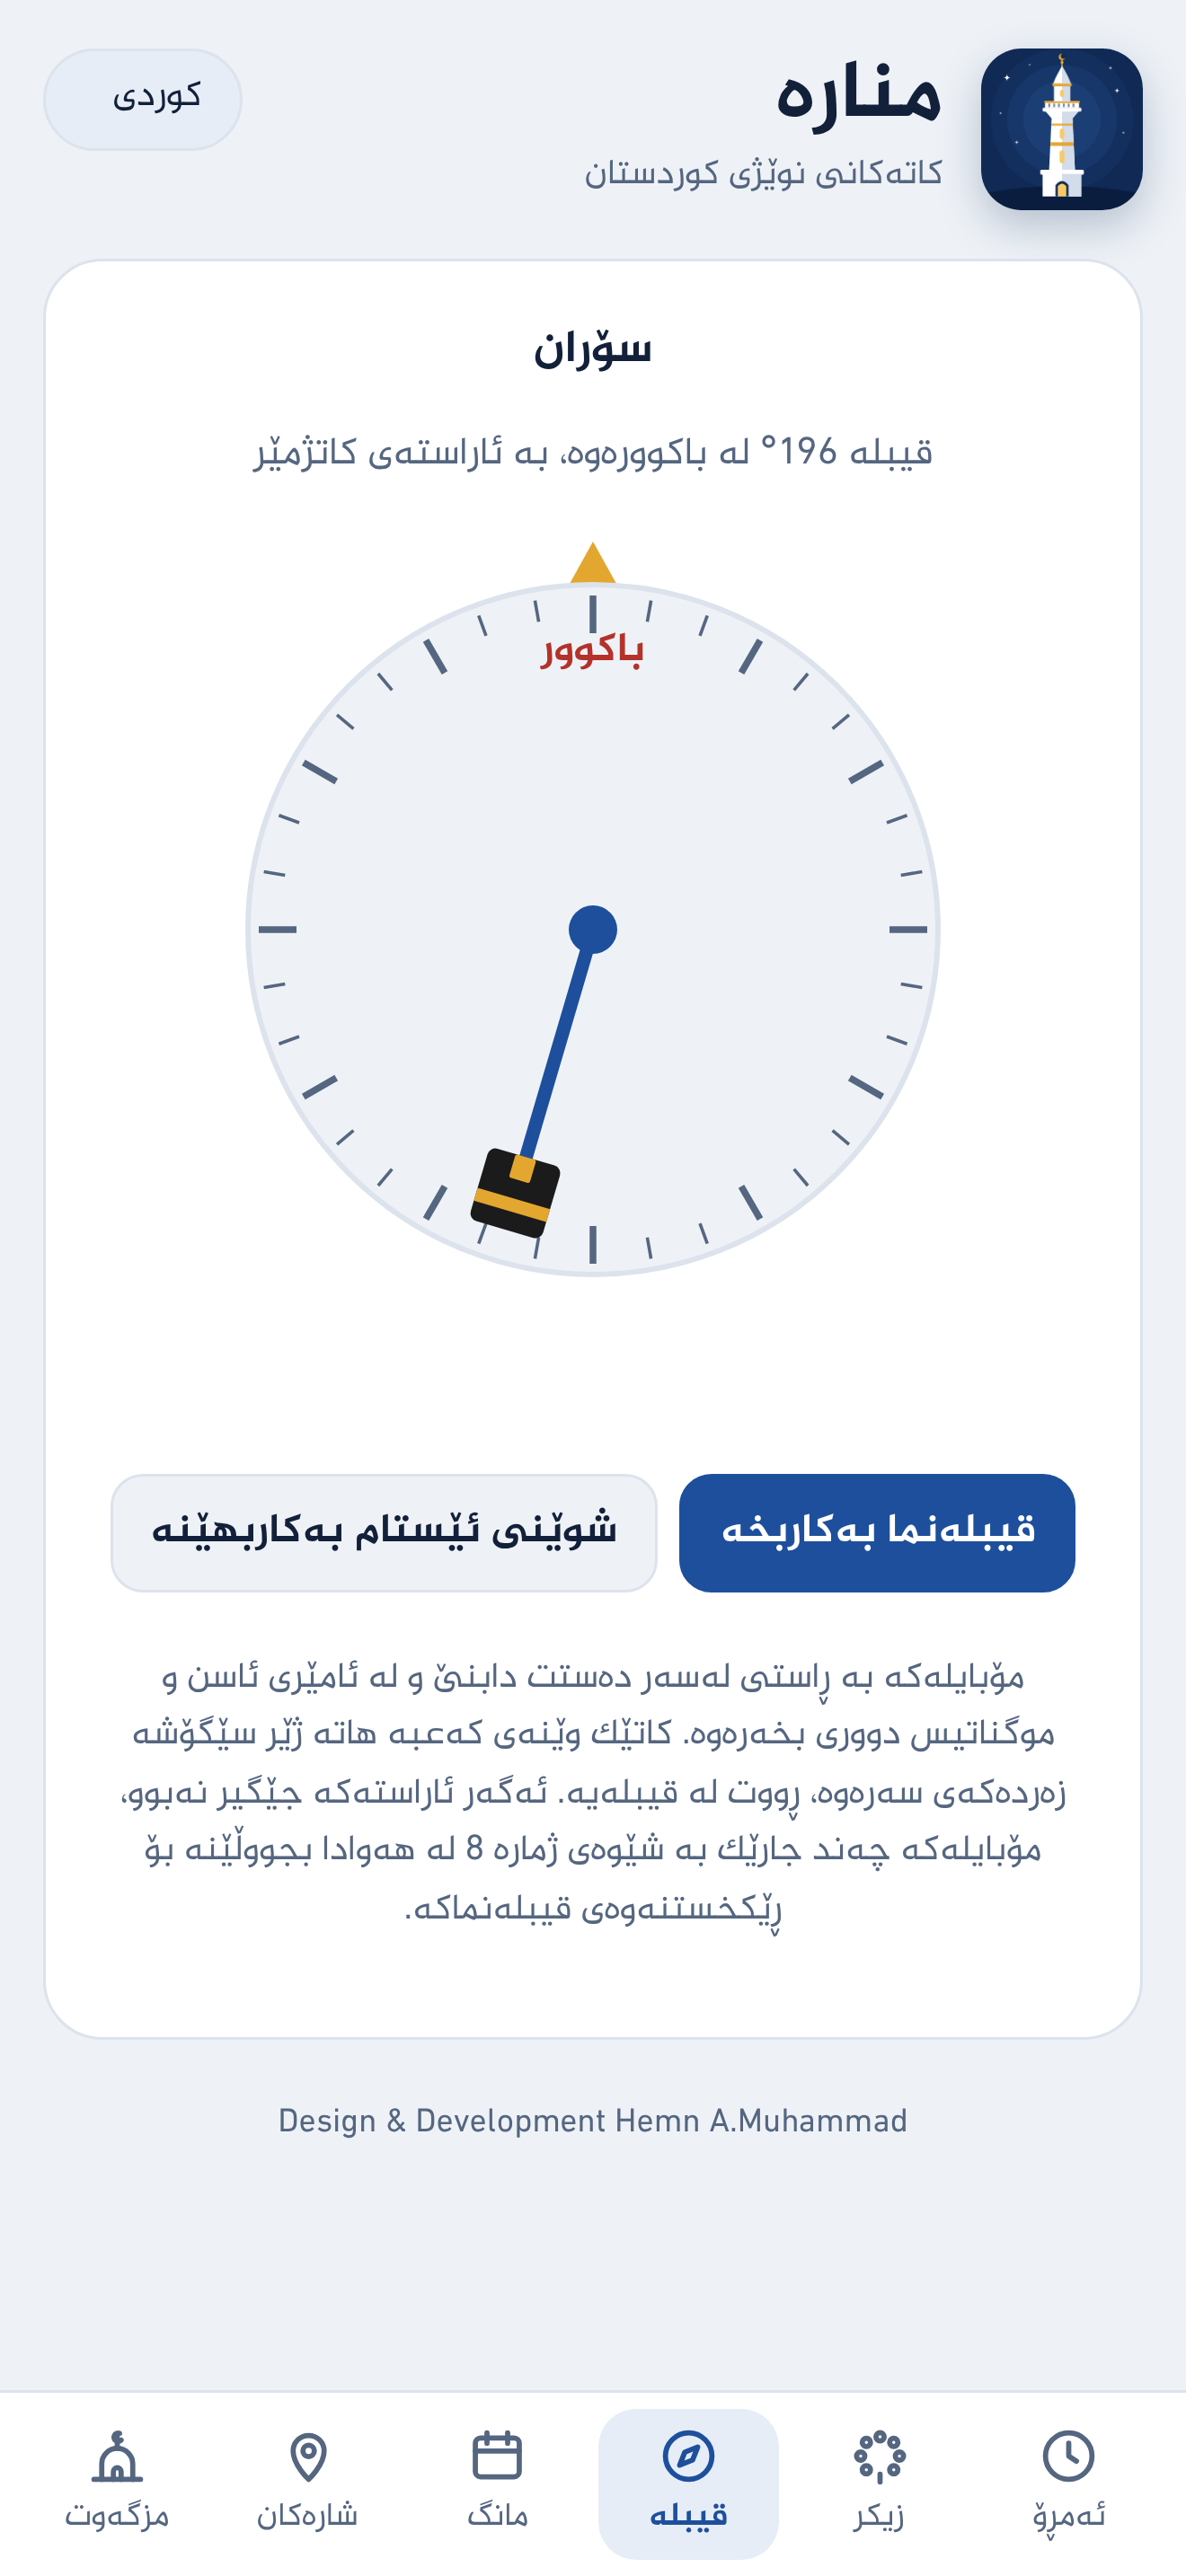 مناره
کاتەکانی نوێژی کوردستان
کوردی
سۆران
قیبلە 196° لە باکوورەوە، بە ئاراستەی کاتژمێر
باکوور
قیبلەنما بەکاربخە
شوێنی ئێستام بەکاربهێنە
مۆبایلەکە بە ڕاستی لەسەر دەستت دابنێ و لە ئامێری ئاسن و
موگناتیس دووری بخەرەوە. کاتێك وێنەی کەعبە هاتە ژێر سێگۆشە
زەردەکەی سەرەوە، ڕووت لە قیبلەیە. ئەگەر ئاراستەکە جێگیر نەبوو،
مۆبایلەکە چەند جارێك بە شێوەی ژمارە 8 لە هەوادا بجووڵێنە بۆ
ڕێکخستنەوەی قیبلەنماکە.
Design & Development Hemn A.Muhammad
ئەمڕۆ
زیکر
قیبلە
مانگ
شارەکان
مزگەوت